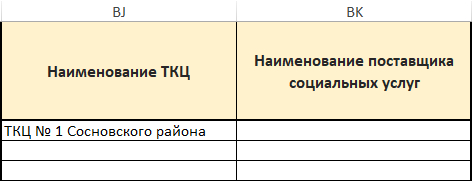 BJ
BK
Наименование ТКЦ
Наименование поставщика
социальных услуг
ТКЦ № 1 Сосновского района